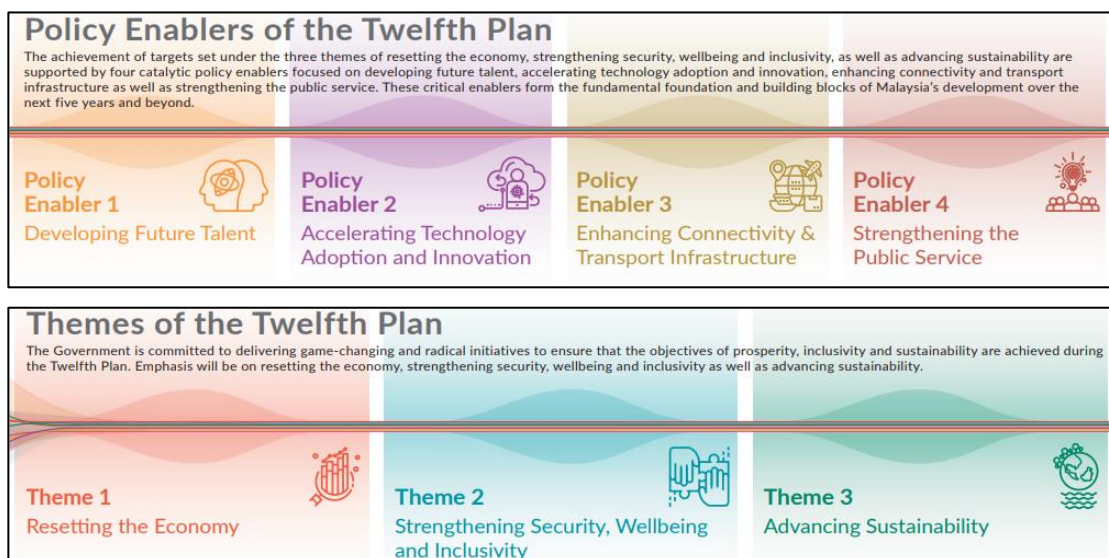 Policy Enablers of the Twelfth Plan
The achievement of targets set under the three themes of resetting the economy, strengthening security, wellbeing and inclusivity, as well as advancing sustainability are
supported by four catalytic policy enablers focused on developing future talent, accelerating technology adoption and innovation, enhancing connectivity and transport
infrastructure as well as strengthening the public service. These critical enablers form the fundamental foundation and building blocks of Malaysia's development over the
next five years and beyond.
Policy
Enabler 1
Developing Future Talent
Policy
Enabler 2
Accelerating Technology
Adoption and Innovation
Policy
Enabler 3
Enhancing Connectivity &
Transport Infrastructure
Policy
Enabler 4
Strengthening the
Public Service
Themes of the Twelfth Plan
The Government is committed to delivering game-changing and radical initiatives to ensure that the objectives of prosperity, inclusivity and sustainability are achieved during
the Twelfth Plan. Emphasis will be on resetting the economy, strengthening security, wellbeing and inclusivity as well as advancing sustainability.
Theme 1
Resetting the Economy
Theme 2
Strengthening Security, Wellbeing
and Inclusivity
Theme 3
Advancing Sustainability